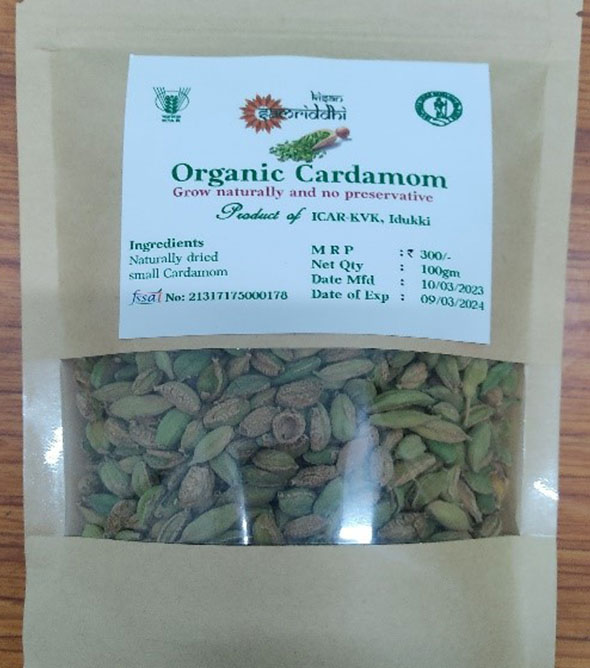 kisan
samriddhi
Organic Cardamom
Grow naturally and no preservative
Product of ICAR-KVK, Idukki
Ingredients
Naturally dried
small Cardamom
fssai No: 21317175000178
M R P : ₹ 300/-
Net Qty : 100gm
Date Mfd : 10/03/2023
Date of Exp : 09/03/2024